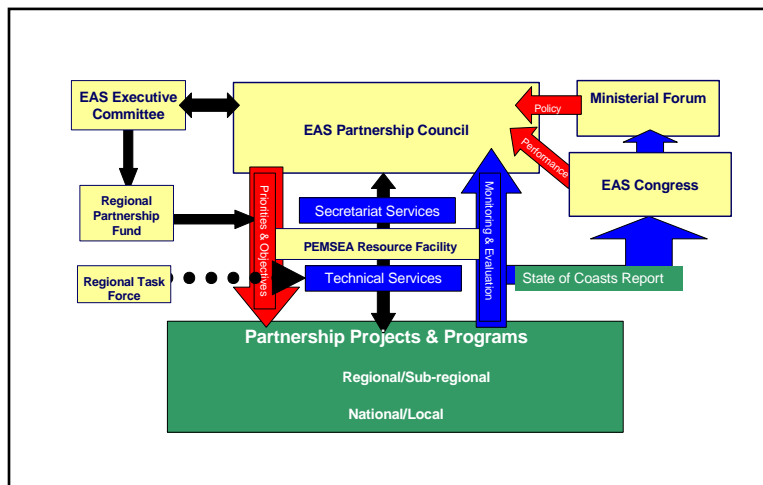 EAS Executive
Committee
EAS Partnership Council
Policy
Ministerial Forum
Performance
EAS Congress
Regional
Partnership
Fund
Priorities & Objectives
Secretariat Services
Monitoring & Evaluation
PEMSEA Resource Facility
Regional Task
Force
Technical Services
State of Coasts Report
Partnership Projects & Programs
Regional/Sub-regional
National/Local